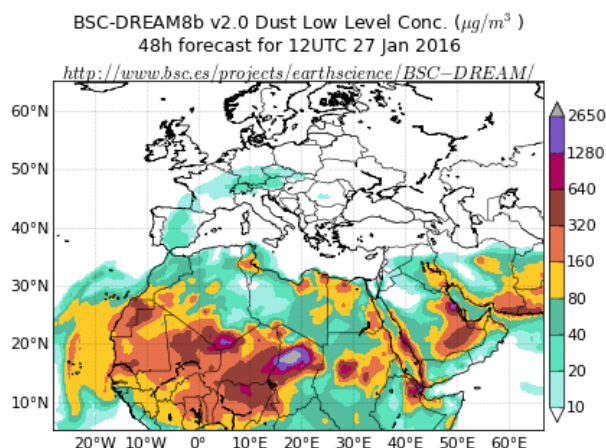 BSC-DREAM8b v2.0 Dust Low Level Conc. (μg/m³ )
48h forecast for 12UTC 27 Jan 2016
http://www.bsc.es/projects/earthscience/BSC−DREAM/
60°N
50°N
40°N
30°N
20°N
10°N
20°W 10°W 0° 10°E 20°E 30°E 40°E 50°E 60°E
2650
1280
640
320
160
80
40
20
10